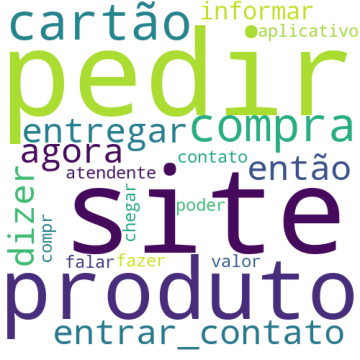 cartão informar
aplicativo
pedir
entregar compra
agora contato então
atendente
dizer compr chegar poder
site
falar fazer valor
produto
entrar_contato